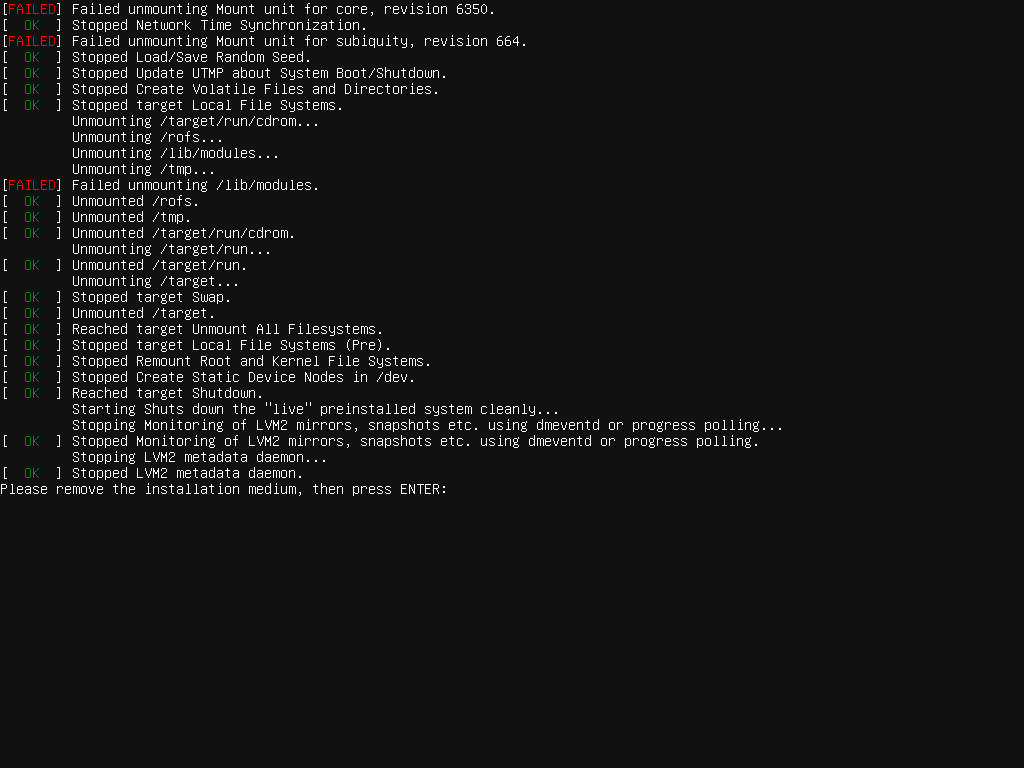 [FAILED] Failed unmounting Mount unit for core, revision 6350.
[  OK  ] Stopped Network Time Synchronization.
[FAILED] Failed unmounting Mount unit for subiquity, revision 664.
[  OK  ] Stopped Load/Save Random Seed.
[  OK  ] Stopped Update UTMP about System Boot/Shutdown.
[  OK  ] Stopped Create Volatile Files and Directories.
[  OK  ] Stopped target Local File Systems.
         Unmounting /target/run/cdrom...
         Unmounting /rofs...
         Unmounting /lib/modules...
         Unmounting /tmp...
[FAILED] Failed unmounting /lib/modules.
[  OK  ] Unmounted /rofs.
[  OK  ] Unmounted /tmp.
[  OK  ] Unmounted /target/run/cdrom.
         Unmounting /target/run...
[  OK  ] Unmounted /target/run.
         Unmounting /target...
[  OK  ] Stopped target Swap.
[  OK  ] Unmounted /target.
[  OK  ] Reached target Unmount All Filesystems.
[  OK  ] Stopped target Local File Systems (Pre).
[  OK  ] Stopped Remount Root and Kernel File Systems.
[  OK  ] Stopped Create Static Device Nodes in /dev.
[  OK  ] Reached target Shutdown.
         Starting Shuts down the "live" preinstalled system cleanly...
         Stopping Monitoring of LVM2 mirrors, snapshots etc. using dmeventd or progress polling...
[  OK  ] Stopped Monitoring of LVM2 mirrors, snapshots etc. using dmeventd or progress polling.
         Stopping LVM2 metadata daemon...
[  OK  ] Stopped LVM2 metadata daemon.
Please remove the installation medium, then press ENTER: